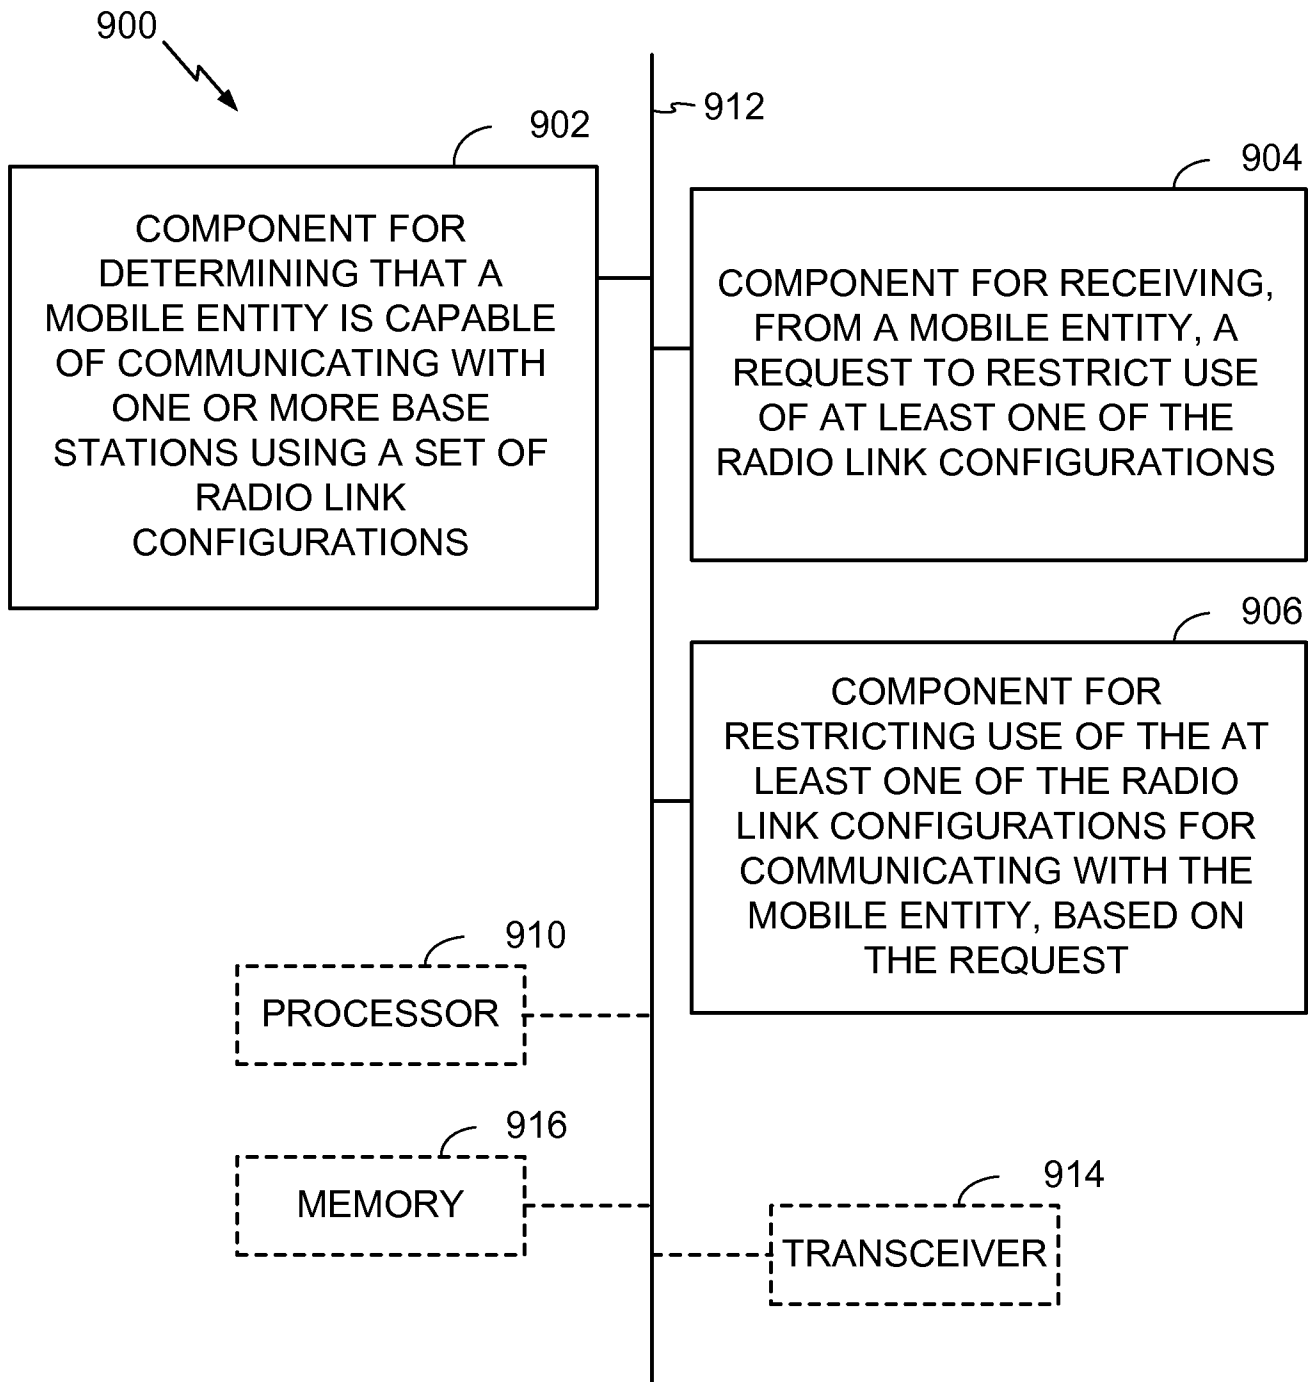 900
912
902
COMPONENT FOR
DETERMINING THAT A
MOBILE ENTITY IS CAPABLE
OF COMMUNICATING WITH
ONE OR MORE BASE
STATIONS USING A SET OF
RADIO LINK
CONFIGURATIONS
904
COMPONENT FOR RECEIVING,
FROM A MOBILE ENTITY, A
REQUEST TO RESTRICT USE
OF AT LEAST ONE OF THE
RADIO LINK CONFIGURATIONS
906
COMPONENT FOR
RESTRICTING USE OF THE AT
LEAST ONE OF THE RADIO
LINK CONFIGURATIONS FOR
COMMUNICATING WITH THE
MOBILE ENTITY, BASED ON
THE REQUEST
910
PROCESSOR
916
MEMORY
914
TRANSCEIVER